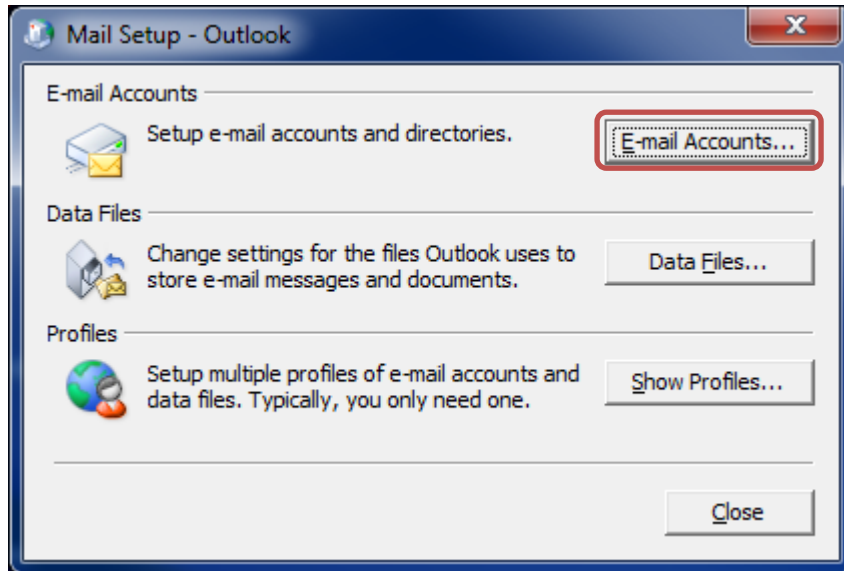 Mail Setup - Outlook
E-mail Accounts
Setup e-mail accounts and directories.
E-mail Accounts...
Data Files
Change settings for the files Outlook uses to
store e-mail messages and documents.
Data Files...
Profiles
Setup multiple profiles of e-mail accounts and
data files. Typically, you only need one.
Show Profiles...
Close